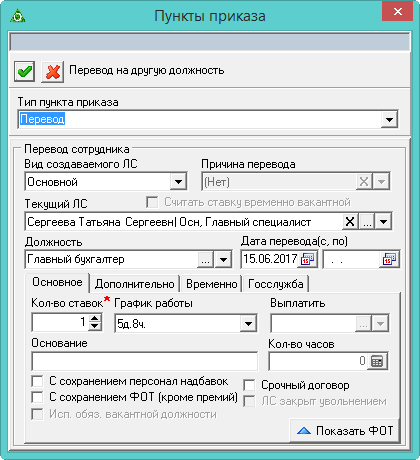 Пункты приказа
Перевод на другую должность
Тип пункта приказа
Перевод
Перевод сотрудника
Вид создаваемого ЛС Причина перевода
Основной (Нет)
Текущий ЛС Считать ставку временно вакантной
Сергеева Татьяна Сергеевн| Осн, Главный специалист
Должность Дата перевода(с, по)
Главный бухгалтер ... 15.06.2017 15 . . 15
Основное Дополнительно Временно Госслужба
Кол-во ставок* График работы Выплатить
1 5д.8ч. ...
Основание Кол-во часов
0
С сохранением персонал надбавок Срочный договор
С сохранением ФОТ (кроме премий) ЛС закрыт увольнением
Исп. обяз. вакантной должности
Показать ФОТ